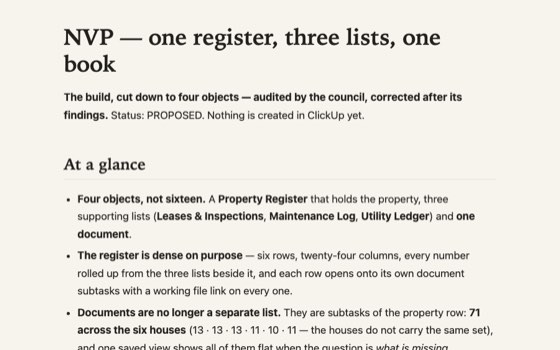 NVP — one register, three lists, one
book
The build, cut down to four objects — audited by the council, corrected after its
findings. Status: PROPOSED. Nothing is created in ClickUp yet.
At a glance
• Four objects, not sixteen. A Property Register that holds the property, three
supporting lists (Leases & Inspections, Maintenance Log, Utility Ledger) and one
document.
• The register is dense on purpose — six rows, twenty-four columns, every number
rolled up from the three lists beside it, and each row opens onto its own document
subtasks with a working file link on every one.
• Documents are no longer a separate list. They are subtasks of the property row: 71
across the six houses (13 · 13 · 13 · 11 · 10 · 11 — the houses do not carry the same set),
and one saved view shows all of them flat when the question is what is missing